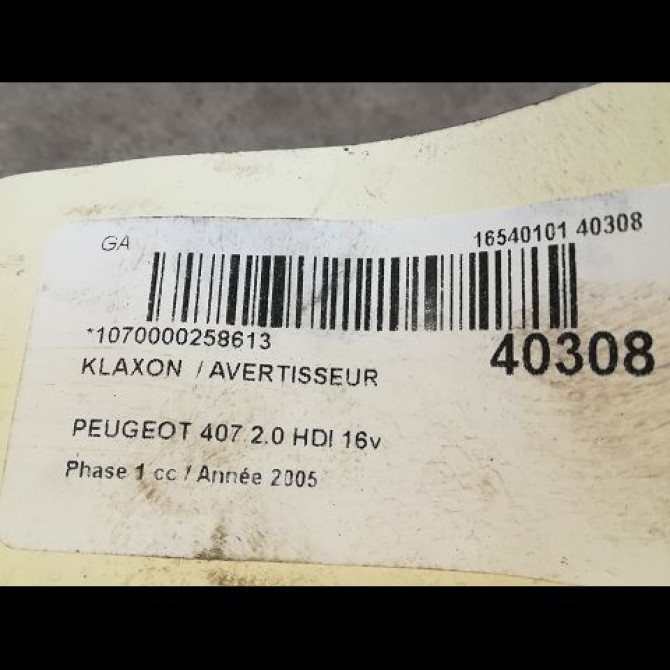 GA 16540101 40308
*1070000258613 40308
KLAXON / AVERTISSEUR
PEUGEOT 407 2.0 HDI 16v
Phase 1 cc / Année 2005